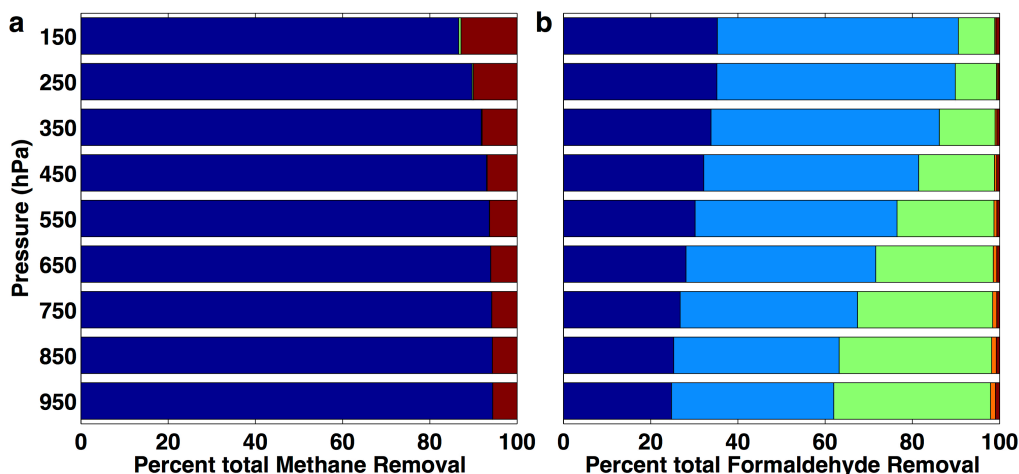 a
b
Pressure (hPa)
150
250
350
450
550
650
750
850
950
0 20 40 60 80 100
0 20 40 60 80 100
Percent total Methane Removal
Percent total Formaldehyde Removal